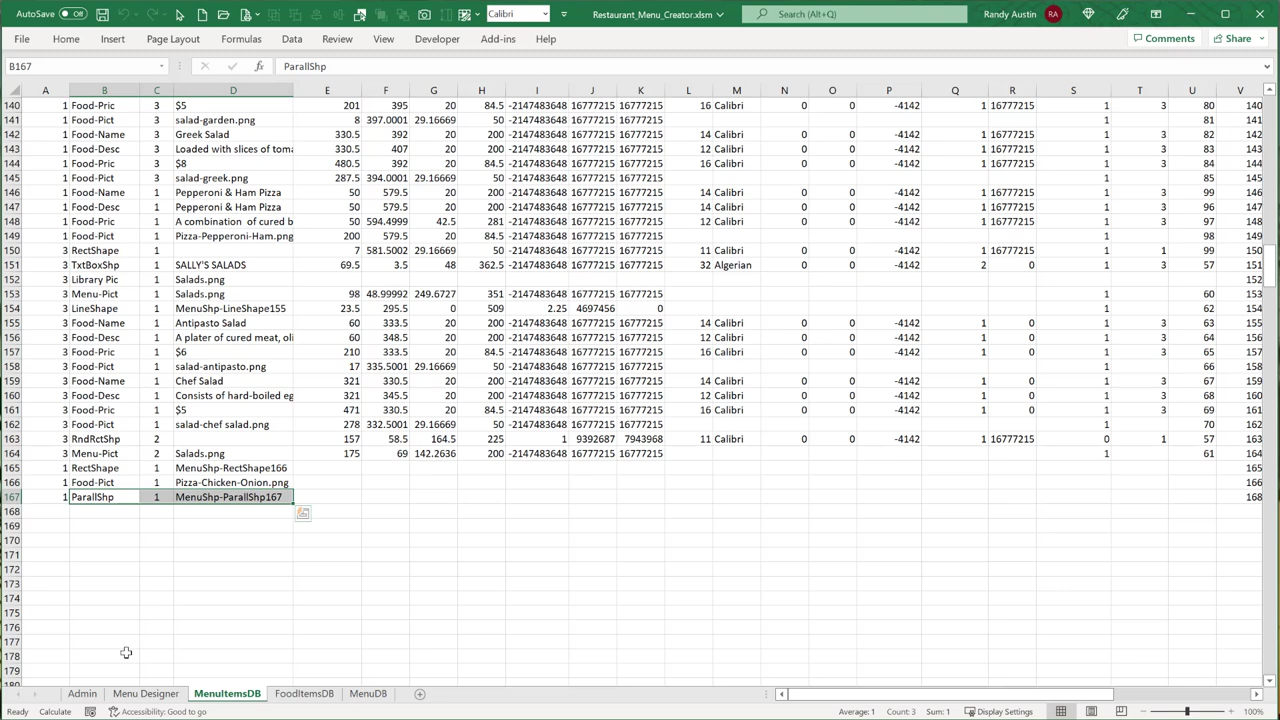 AutoSave Off Calibri Restaurant_Menu_Creator.xlsm Search (Alt+Q) Randy Austin RA
File Home Insert Page Layout Formulas Data Review View Developer Add-ins Help Comments Share
B167 fx ParallShp
A B C D E F G H I J K L M N O P Q R S T U V
140 1 Food-Pric 3 $5 201 395 20 84.5 -2147483648 16777215 16777215 16 Calibri 0 0 -4142 1 16777215 1 3 80 140
141 1 Food-Pict 3 salad-garden.png 8 397.0001 29.16669 50 -2147483648 16777215 16777215 1 81 141
142 1 Food-Name 3 Greek Salad 330.5 392 20 200 -2147483648 16777215 16777215 14 Calibri 0 0 -4142 1 16777215 1 3 82 142
143 1 Food-Desc 3 Loaded with slices of toma 330.5 407 20 200 -2147483648 16777215 16777215 12 Calibri 0 0 -4142 1 16777215 1 3 83 143
144 1 Food-Pric 3 $8 480.5 392 20 84.5 -2147483648 16777215 16777215 16 Calibri 0 0 -4142 1 16777215 1 3 84 144
145 1 Food-Pict 3 salad-greek.png 287.5 394.0001 29.16669 50 -2147483648 16777215 16777215 1 85 145
146 1 Food-Name 1 Pepperoni & Ham Pizza 50 579.5 20 200 -2147483648 16777215 16777215 14 Calibri 0 0 -4142 1 16777215 1 3 99 146
147 1 Food-Desc 1 Pepperoni & Ham Pizza 50 579.5 20 200 -2147483648 16777215 16777215 14 Calibri 0 0 -4142 1 16777215 1 3 96 147
148 1 Food-Pric 1 A combination of cured b 50 594.4999 42.5 281 -2147483648 16777215 16777215 12 Calibri 0 0 -4142 1 16777215 1 3 97 148
149 1 Food-Pict 1 Pizza-Pepperoni-Ham.png 200 579.5 20 84.5 -2147483648 16777215 16777215 1 98 149
150 3 RectShape 1 7 581.5002 29.16669 50 -2147483648 16777215 16777215 11 Calibri 0 0 -4142 1 16777215 1 1 99 150
151 3 TxtBoxShp 1 SALLY'S SALADS 69.5 3.5 48 362.5 -2147483648 16777215 16777215 32 Algerian 0 0 -4142 2 0 1 3 57 151
152 3 Library Pic 1 Salads.png 152
153 3 Menu-Pict 1 Salads.png 98 48.99992 249.6727 351 -2147483648 16777215 16777215 1 60 153
154 3 LineShape 1 MenuShp-LineShape155 23.5 295.5 0 509 2.25 4697456 0 1 62 154
155 3 Food-Name 1 Antipasto Salad 60 333.5 20 200 -2147483648 16777215 16777215 14 Calibri 0 0 -4142 1 0 1 3 63 155
156 3 Food-Desc 1 A plater of cured meat, oli 60 348.5 20 200 -2147483648 16777215 16777215 12 Calibri 0 0 -4142 1 0 1 3 64 156
157 3 Food-Pric 1 $6 210 333.5 20 84.5 -2147483648 16777215 16777215 16 Calibri 0 0 -4142 1 0 1 3 65 157
158 3 Food-Pict 1 salad-antipasto.png 17 335.5001 29.16669 50 -2147483648 16777215 16777215 1 66 158
159 3 Food-Name 1 Chef Salad 321 330.5 20 200 -2147483648 16777215 16777215 14 Calibri 0 0 -4142 1 0 1 3 67 159
160 3 Food-Desc 1 Consists of hard-boiled eg 321 345.5 20 200 -2147483648 16777215 16777215 12 Calibri 0 0 -4142 1 0 1 3 68 160
161 3 Food-Pric 1 $5 471 330.5 20 84.5 -2147483648 16777215 16777215 16 Calibri 0 0 -4142 1 0 1 3 69 161
162 3 Food-Pict 1 salad-chef salad.png 278 332.5001 29.16669 50 -2147483648 16777215 16777215 1 70 162
163 3 RndRctShp 2 157 58.5 164.5 225 1 9392687 7943968 11 Calibri 0 0 -4142 1 16777215 0 1 57 163
164 3 Menu-Pict 2 Salads.png 175 69 142.2636 200 -2147483648 16777215 16777215 1 61 164
165 1 RectShape 1 MenuShp-RectShape166 165
166 1 Food-Pict 1 Pizza-Chicken-Onion.png 166
167 1 ParallShp 1 MenuShp-ParallShp167 168
168
169
170
171
172
173
174
175
176
177
178
179
Admin Menu Designer MenuItemsDB FoodItemsDB MenuDB
Ready Calculate Accessibility: Good to go Average: 1 Count: 3 Sum: 1 Display Settings 100%